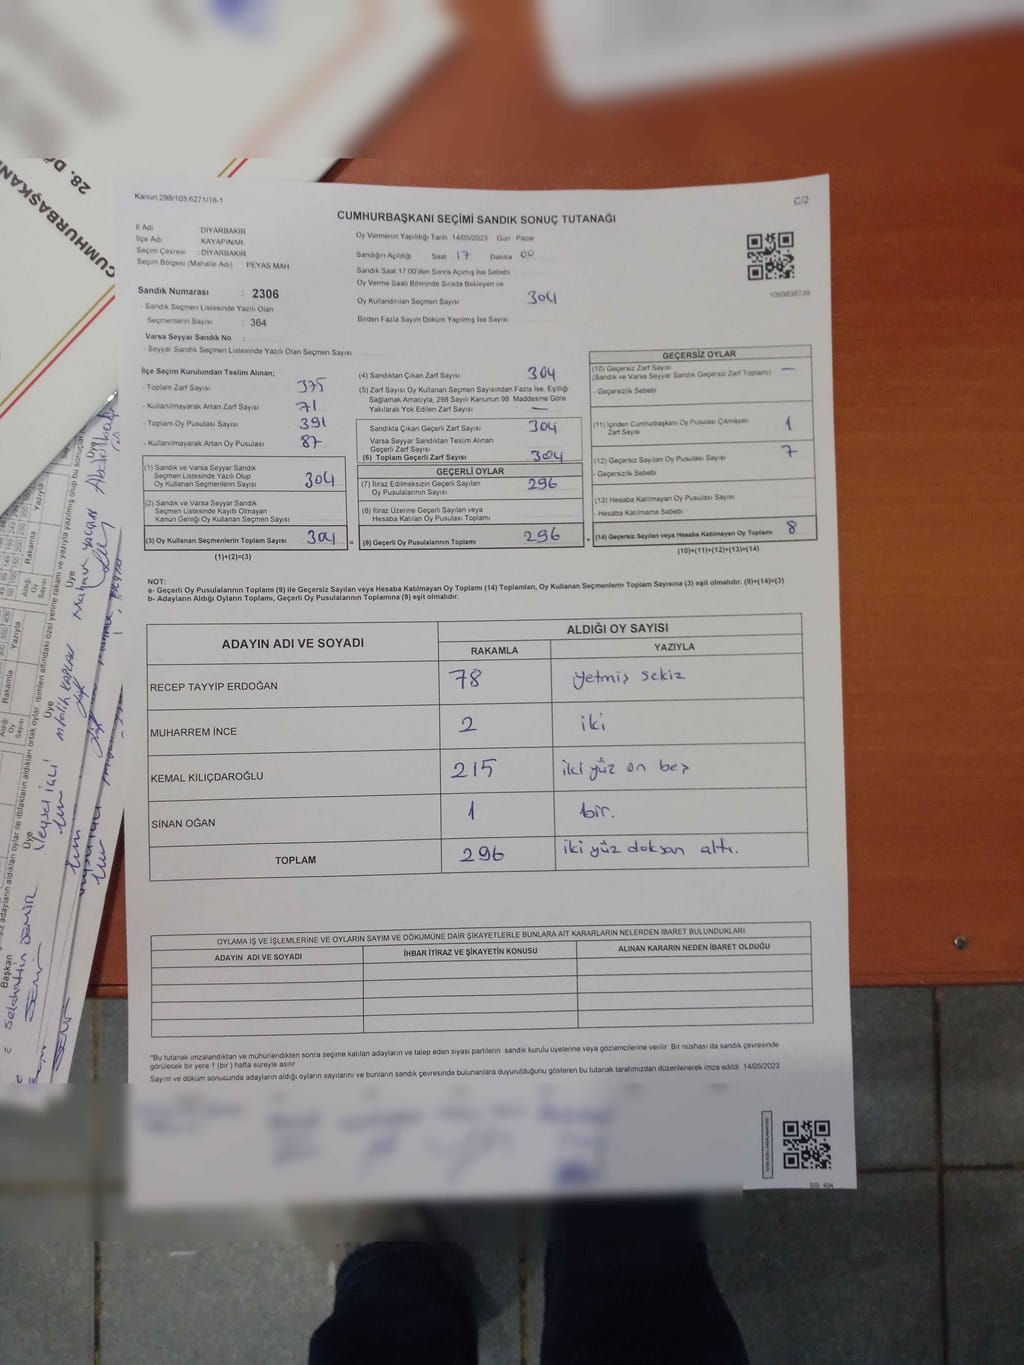 28. D
CUMHURBAŞKAN
Kanun:298/105;6271/18-1
C/2
CUMHURBAŞKANI SEÇİMİ SANDIK SONUÇ TUTANAĞI
İl Adı DİYARBAKIR
İlçe Adı KAYAPINAR
Seçim Çevresi : DİYARBAKIR
Seçim Bölgesi (Mahalle Adı) PEYAS MAH
Sandık Numarası : 2306
- Sandık Seçmen Listesinde Yazılı Olan
Seçmenlerin Sayısı : 364
Varsa Seyyar Sandık No :
- Seyyar Sandık Seçmen Listesinde Yazılı Olan Seçmen Sayısı
Oy Vermenin Yapıldığı Tarih 14/05/2023 Gün Pazar
Sandığın Açıldığı Saat 17 Dakika 00
Sandık Saat 17.00'den Sonra Açımış İse Sebebi
Oy Verme Saati Bitiminde Sırada Bekleyen ve
Oy Kullandırılan Seçmen Sayısı 304
Birden Fazla Sayım Döküm Yapılmış İse Sayısı
1093838739
İlçe Seçim Kurulundan Teslim Alınan;
- Toplam Zarf Sayısı 375
- Kullanılmayarak Artan Zarf Sayısı 71
- Toplam Oy Pusulası Sayısı 391
- Kullanılmayarak Artan Oy Pusulası 87
(1) Sandık ve Varsa Seyyar Sandık
Seçmen Listesinde Yazılı Olup
Oy Kullanan Seçmenlerin Sayısı 304
(2) Sandık ve Varsa Seyyar Sandık
Seçmen Listesinde Kayıtlı Olmayan
Kanun Gereği Oy Kullanan Seçmen Sayısı
(3) Oy Kullanan Seçmenlerin Toplam Sayısı 304 =
(1)+(2)=(3)
(4) Sandıktan Çıkan Zarf Sayısı 304
(5) Zarf Sayısı Oy Kullanan Seçmen Sayısından Fazla İse, Eşitliği
Sağlamak Amacıyla, 298 Sayılı Kanunun 98. Maddesine Göre
Yakılarak Yok Edilen Zarf Sayısı —
Sandıkta Çıkan Geçerli Zarf Sayısı 304
Varsa Seyyar Sandıktan Teslim Alınan
Geçerli Zarf Sayısı
(6) Toplam Geçerli Zarf Sayısı 304
GEÇERLİ OYLAR
(7) İtiraz Edilmeksizin Geçerli Sayılan
Oy Pusulalarının Sayısı 296
(8) İtiraz Üzerine Geçerli Sayılan veya
Hesaba Katılan Oy Pusulası Toplamı
(9) Geçerli Oy Pusulalarının Toplamı 296 +
GEÇERSİZ OYLAR
(10) Geçersiz Zarf Sayısı
(Sandık ve Varsa Seyyar Sandık Geçersiz Zarf Toplamı) —
- Geçersizlik Sebebi
(11) İçinden Cumhurbaşkanı Oy Pusulası Çıkmayan
Zarf Sayısı 1
(12) Geçersiz Sayılan Oy Pusulası Sayısı 7
- Geçersizlik Sebebi
(13) Hesaba Katılmayan Oy Pusulası Sayısı
- Hesaba Katılmama Sebebi
(14) Geçersiz Sayılan veya Hesaba Katılmayan Oy Toplamı 8
(10)+(11)+(12)+(13)=(14)
NOT:
a- Geçerli Oy Pusulalarının Toplamı (9) ile Geçersiz Sayılan veya Hesaba Katılmayan Oy Toplamı (14) Toplamları, Oy Kullanan Seçmenlerin Toplam Sayısına (3) eşit olmalıdır. (9)+(14)=(3)
b- Adayların Aldığı Oyların Toplamı, Geçerli Oy Pusulalarının Toplamına (9) eşit olmalıdır.
ADAYIN ADI VE SOYADI ALDIĞI OY SAYISI
RAKAMLA YAZIYLA
RECEP TAYYİP ERDOĞAN 78 yetmiş sekiz
MUHARREM İNCE 2 iki
KEMAL KILIÇDAROĞLU 215 iki yüz on beş
SİNAN OĞAN 1 bir.
TOPLAM 296 iki yüz doksan altı.
OYLAMA İŞ VE İŞLEMLERİNE VE OYLARIN SAYIM VE DÖKÜMÜNE DAİR ŞİKAYETLERLE BUNLARA AİT KARARLARIN NELERDEN İBARET BULUNDUKLARI
ADAYIN ADI VE SOYADI İHBAR İTİRAZ VE ŞİKAYETİN KONUSU ALINAN KARARIN NEDEN İBARET OLDUĞU
"Bu tutanak imzalandıktan ve mühürlendikten sonra seçime katılan adayların ve talep eden siyasi partilerin sandık kurulu üyelerine veya gözlemcilerine verilir. Bir nüshası da sandık çevresinde
görülecek bir yere 1 (bir) hafta süreyle asılır.
Sayım ve döküm sonucunda adayların aldığı oyların sayılarını ve bunların sandık çevresinde bulunanlara duyurulduğunu gösteren bu tutanak tarafımızdan düzenlenerek imza edildi. 14/05/2023
SSI 404
Başkan
Selahattin DEMİR
Üye
Veysel
Üye
Üye
Mahmut
Üye
Rakamla
Yazıyla
Aldığı
Oy
Sayısı